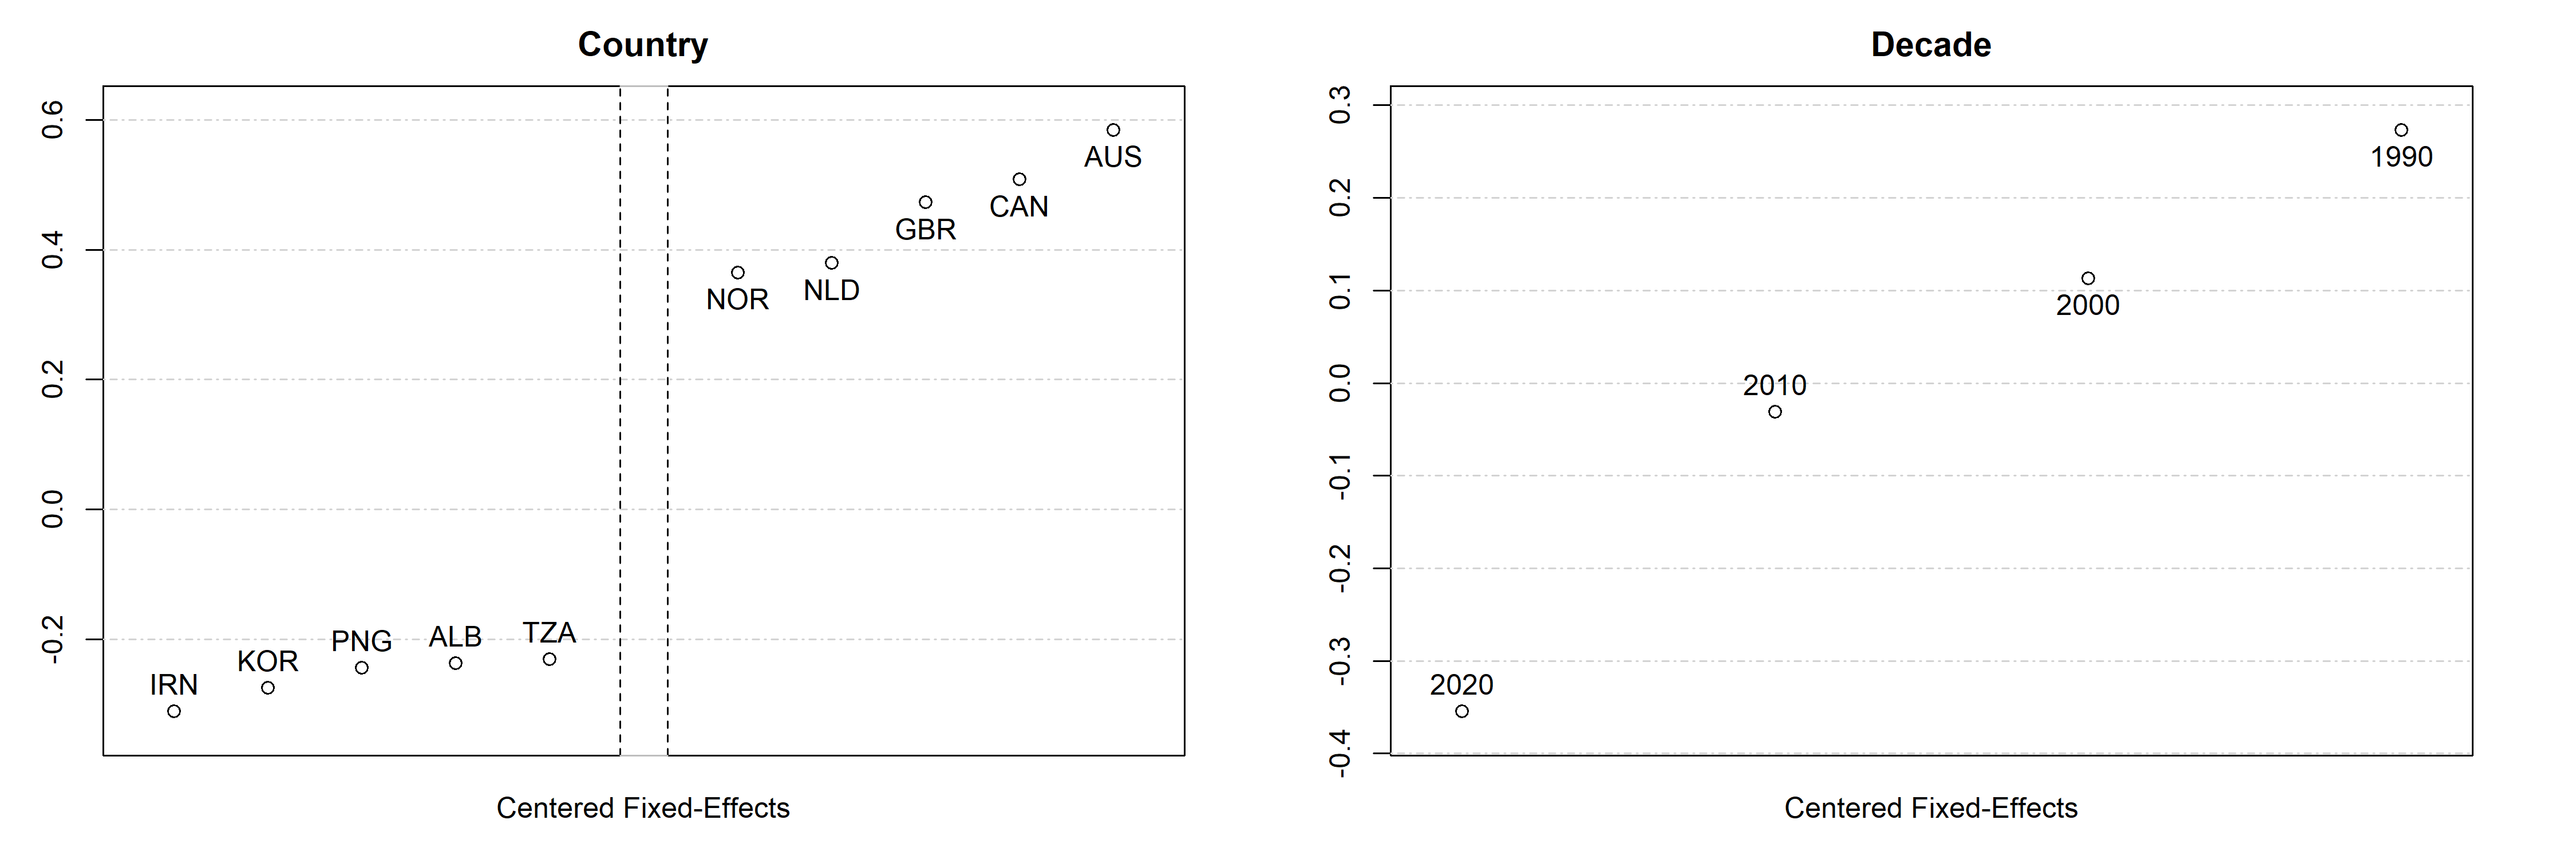 Country
0.6
0.4
0.2
0.0
-0.2
IRN
KOR
PNG
ALB
TZA
NOR
NLD
GBR
CAN
AUS
Centered Fixed-Effects
Decade
0.3
0.2
0.1
0.0
-0.1
-0.2
-0.3
-0.4
2020
2010
2000
1990
Centered Fixed-Effects